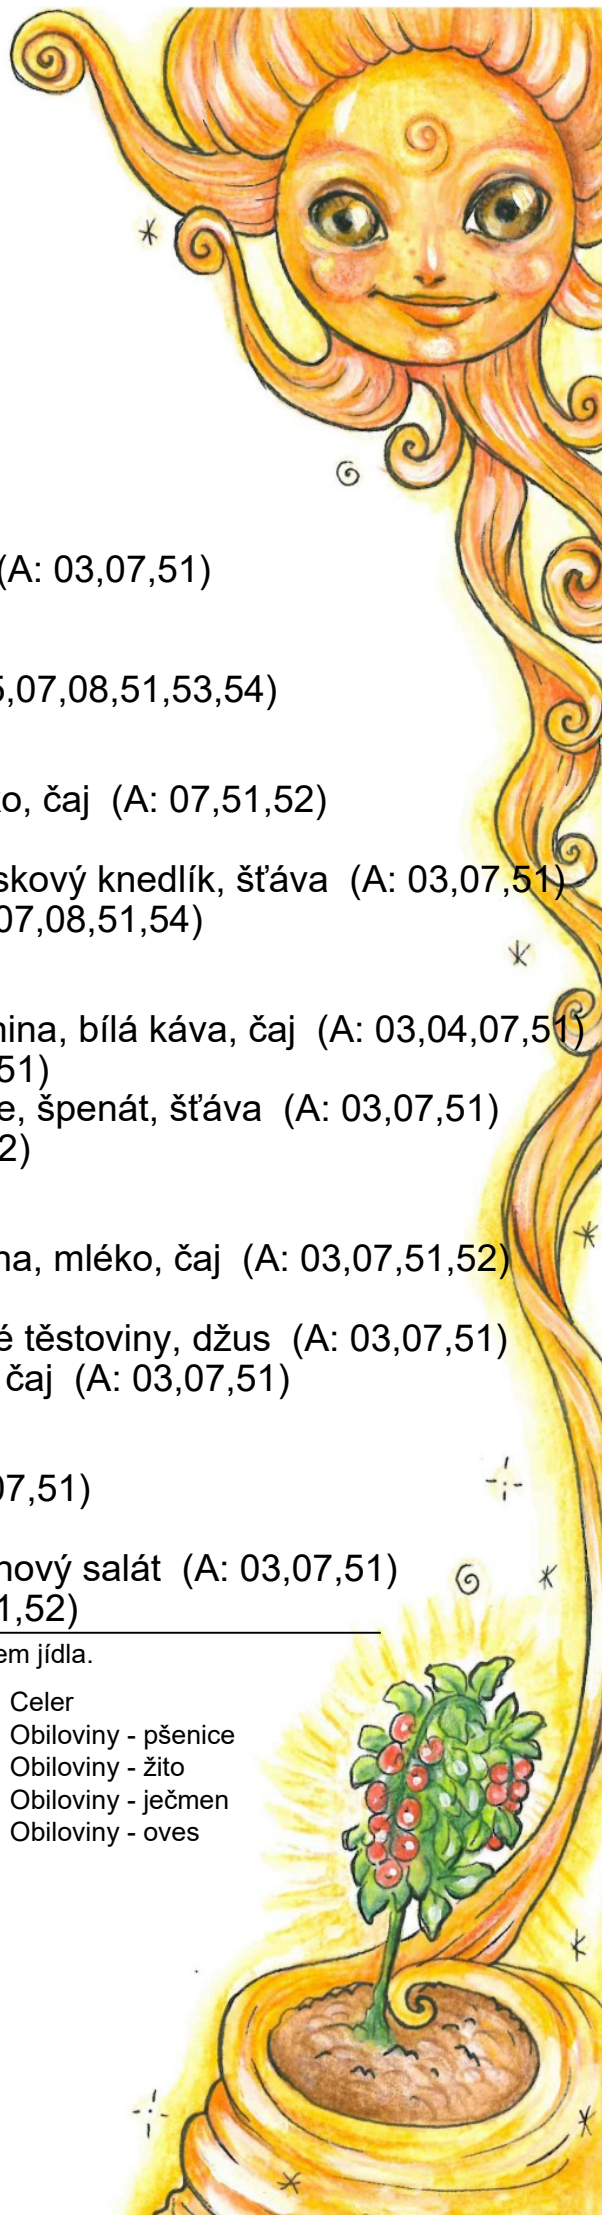 (A: 03,07,51)
,07,08,51,53,54)
o, čaj (A: 07,51,52)
skový knedlík, šťáva (A: 03,07,51)
07,08,51,54)
nina, bílá káva, čaj (A: 03,04,07,51)
51)
e, špenát, šťáva (A: 03,07,51)
2)
na, mléko, čaj (A: 03,07,51,52)
é těstoviny, džus (A: 03,07,51)
čaj (A: 03,07,51)
07,51)
nový salát (A: 03,07,51)
1,52)
em jídla.
Celer
Obiloviny - pšenice
Obiloviny - žito
Obiloviny - ječmen
Obiloviny - oves